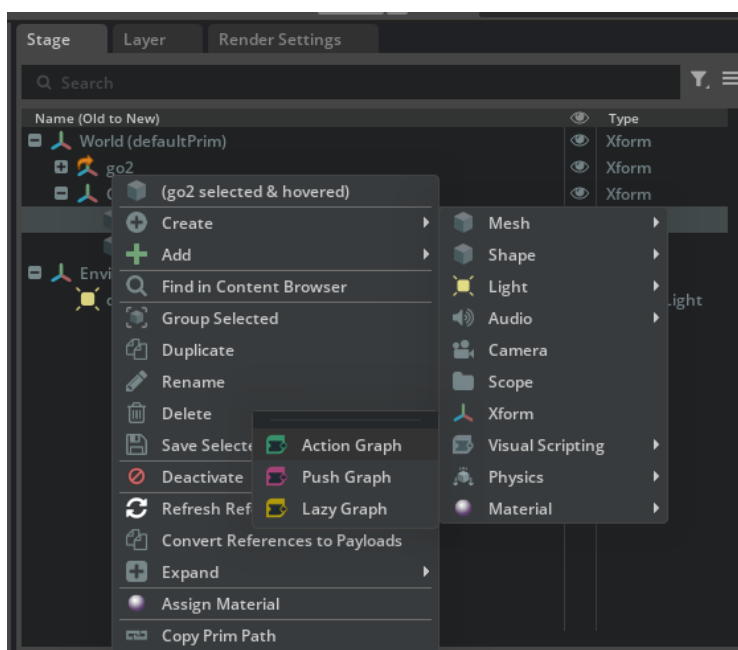 Stage
Layer
Render Settings
Search
Name (Old to New)
Type
World (defaultPrim)
Xform
go2
Xform
Xform
(go2 selected & hovered)
Create
Mesh
Add
Shape
Envi
Find in Content Browser
Light
Light
Group Selected
Audio
Duplicate
Camera
Rename
Scope
Delete
Xform
Save Selecte
Action Graph
Visual Scripting
Deactivate
Push Graph
Physics
Refresh Ref
Lazy Graph
Material
Convert References to Payloads
Expand
Assign Material
Copy Prim Path